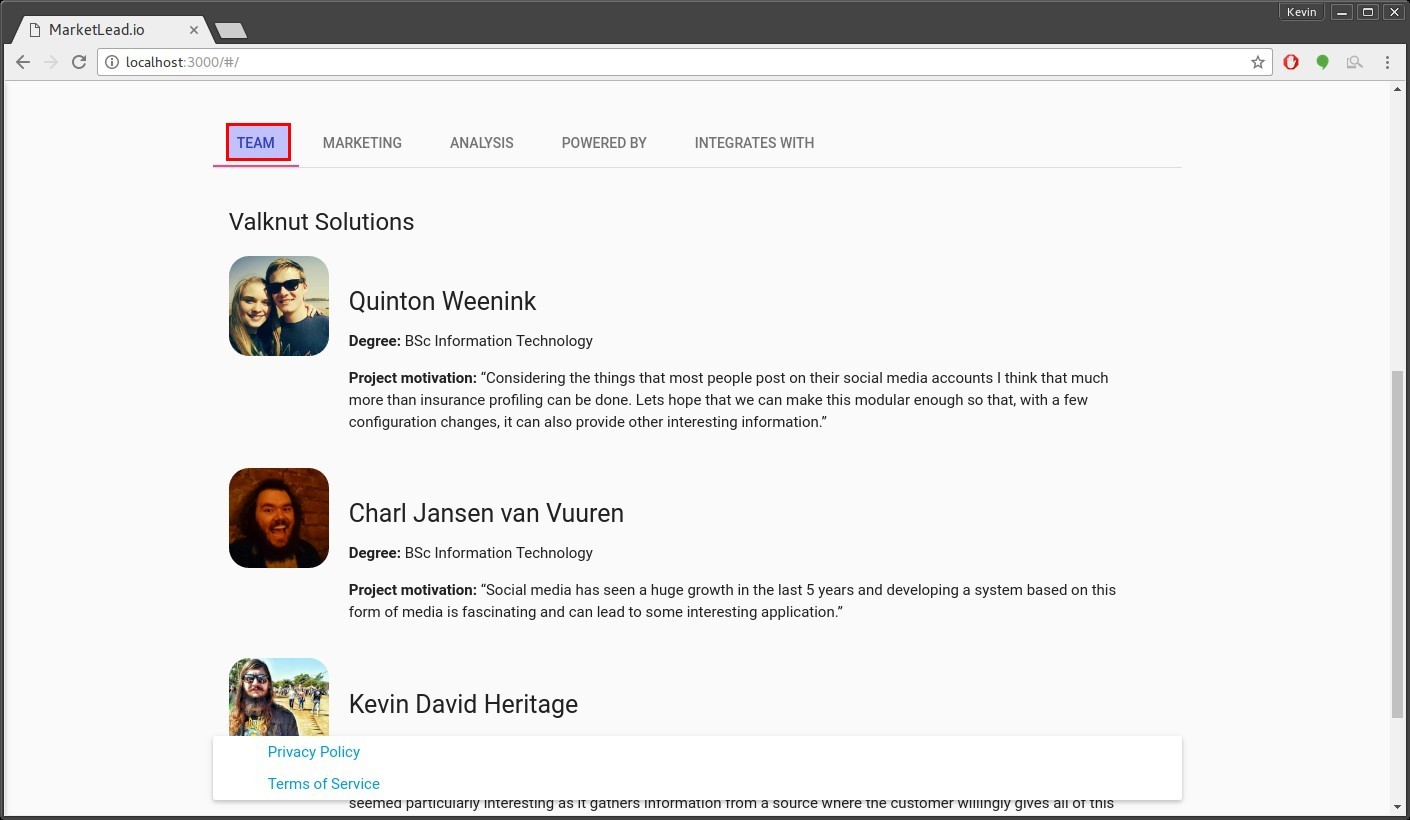 Kevin
MarketLead.io
localhost:3000/#/
TEAM MARKETING ANALYSIS POWERED BY INTEGRATES WITH
Valknut Solutions
Quinton Weenink
Degree: BSc Information Technology
Project motivation: “Considering the things that most people post on their social media accounts I think that much
more than insurance profiling can be done. Lets hope that we can make this modular enough so that, with a few
configuration changes, it can also provide other interesting information.”
Charl Jansen van Vuuren
Degree: BSc Information Technology
Project motivation: “Social media has seen a huge growth in the last 5 years and developing a system based on this
form of media is fascinating and can lead to some interesting application.”
Kevin David Heritage
Privacy Policy
Terms of Service
seemed particularly interesting as it gathers information from a source where the customer willingly gives all of this